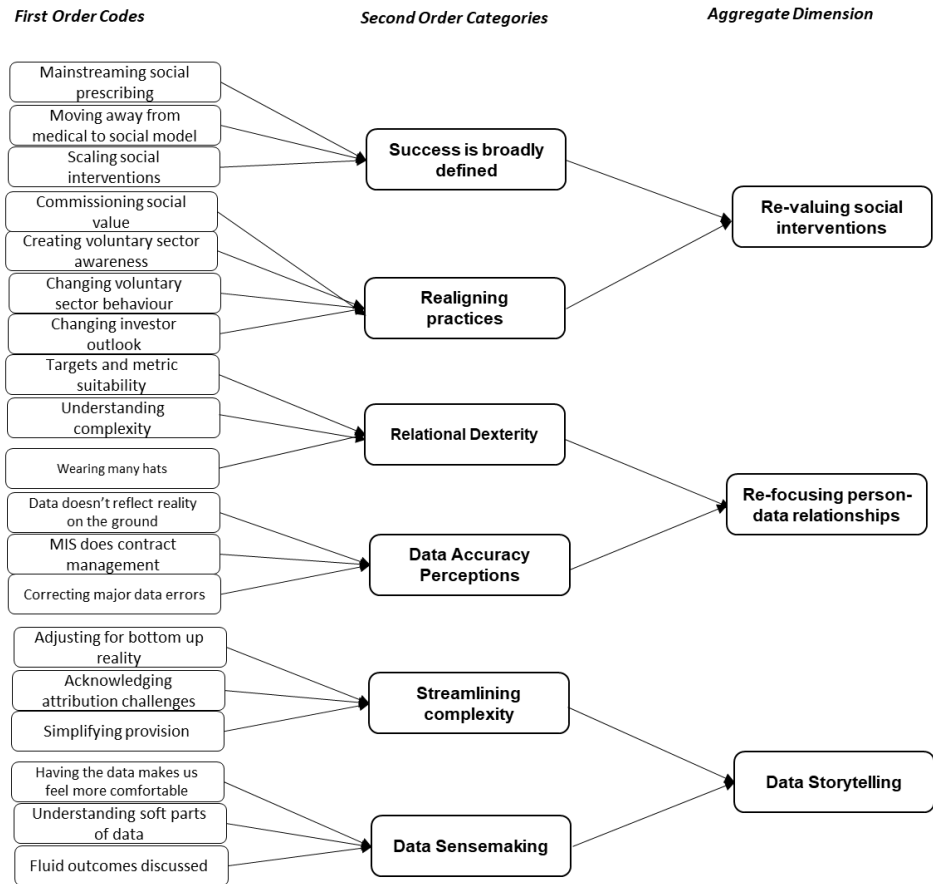 First Order Codes
Second Order Categories
Aggregate Dimension
Mainstreaming social
prescribing
Moving away from
medical to social model
Scaling social
interventions
Commissioning social
value
Creating voluntary sector
awareness
Changing voluntary
sector behaviour
Changing investor
outlook
Targets and metric
suitability
Understanding
complexity
Wearing many hats
Data doesn't reflect reality
on the ground
MIS does contract
management
Correcting major data errors
Adjusting for bottom up
reality
Acknowledging
attribution challenges
Simplifying provision
Having the data makes us
feel more comfortable
Understanding soft parts
of data
Fluid outcomes discussed
Success is broadly
defined
Realigning
practices
Relational Dexterity
Data Accuracy
Perceptions
Streamlining
complexity
Data Sensemaking
Re-valuing social
interventions
Re-focusing person-
data relationships
Data Storytelling